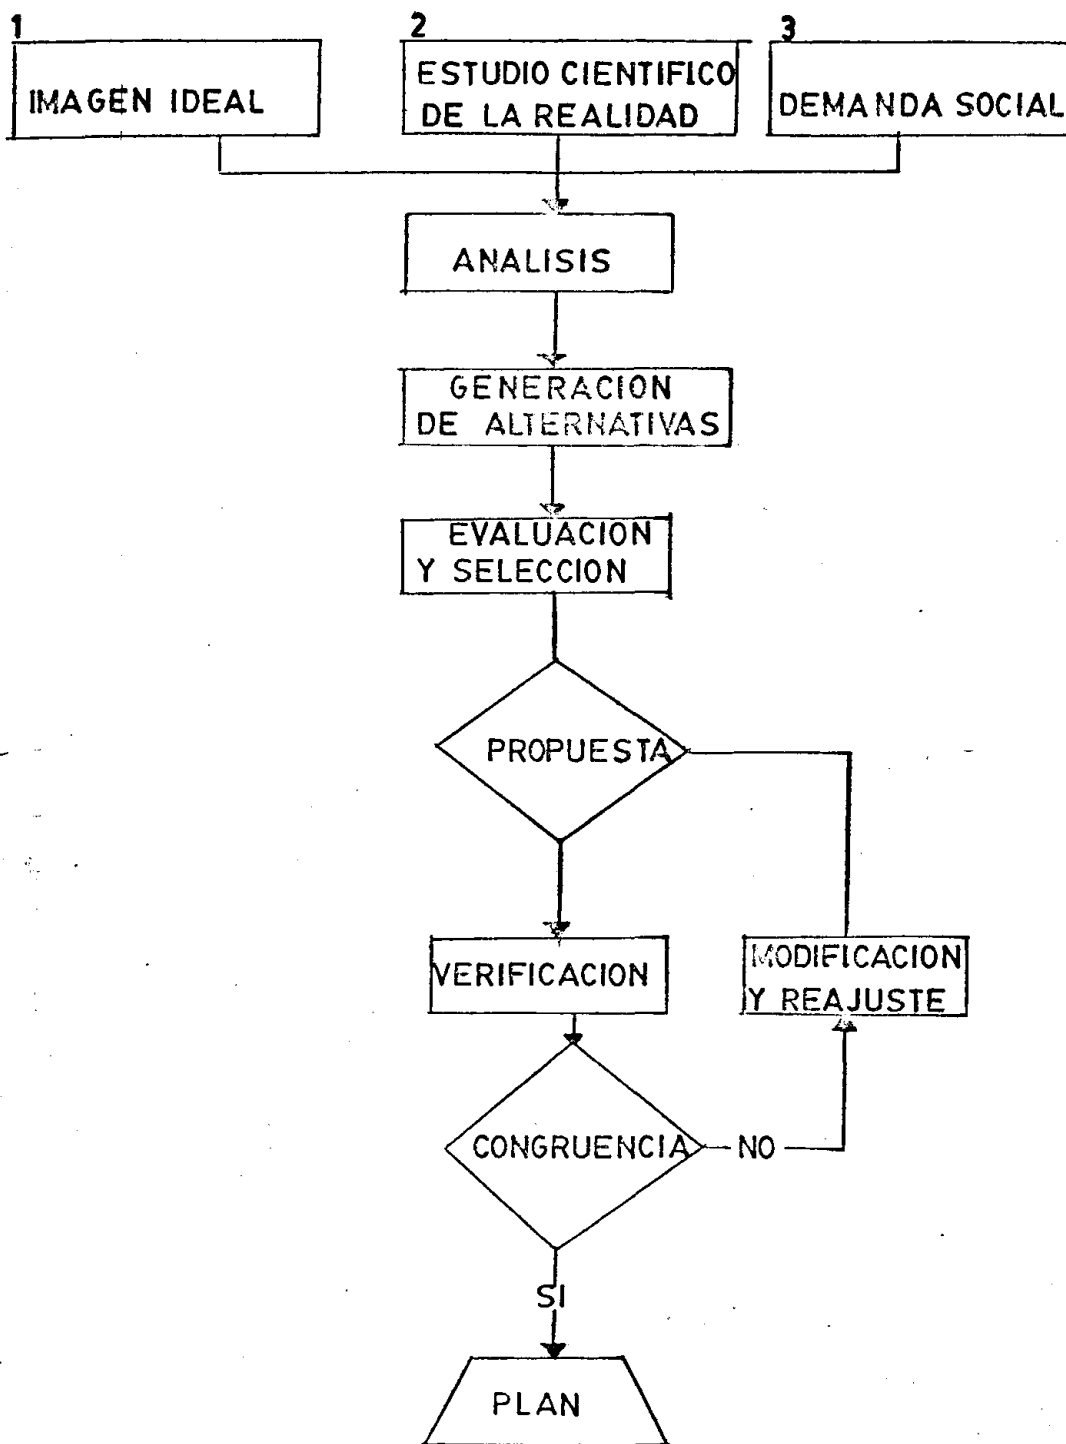 1
IMAGEN IDEAL
2
ESTUDIO CIENTIFICO
DE LA REALIDAD
3
DEMANDA SOCIAL
ANALISIS
GENERACION
DE ALTERNATIVAS
EVALUACION
Y SELECCION
PROPUESTA
VERIFICACION
MODIFICACION
Y REAJUSTE
CONGRUENCIA
NO
SI
PLAN